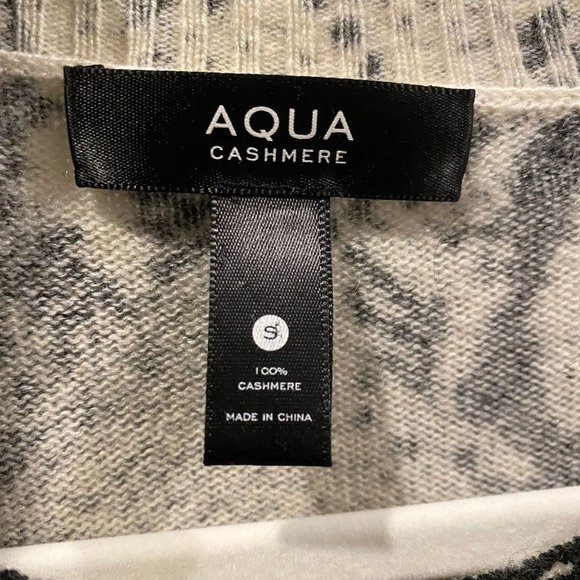 AQUA
CASHMERE
S
100%
CASHMERE
MADE IN CHINA